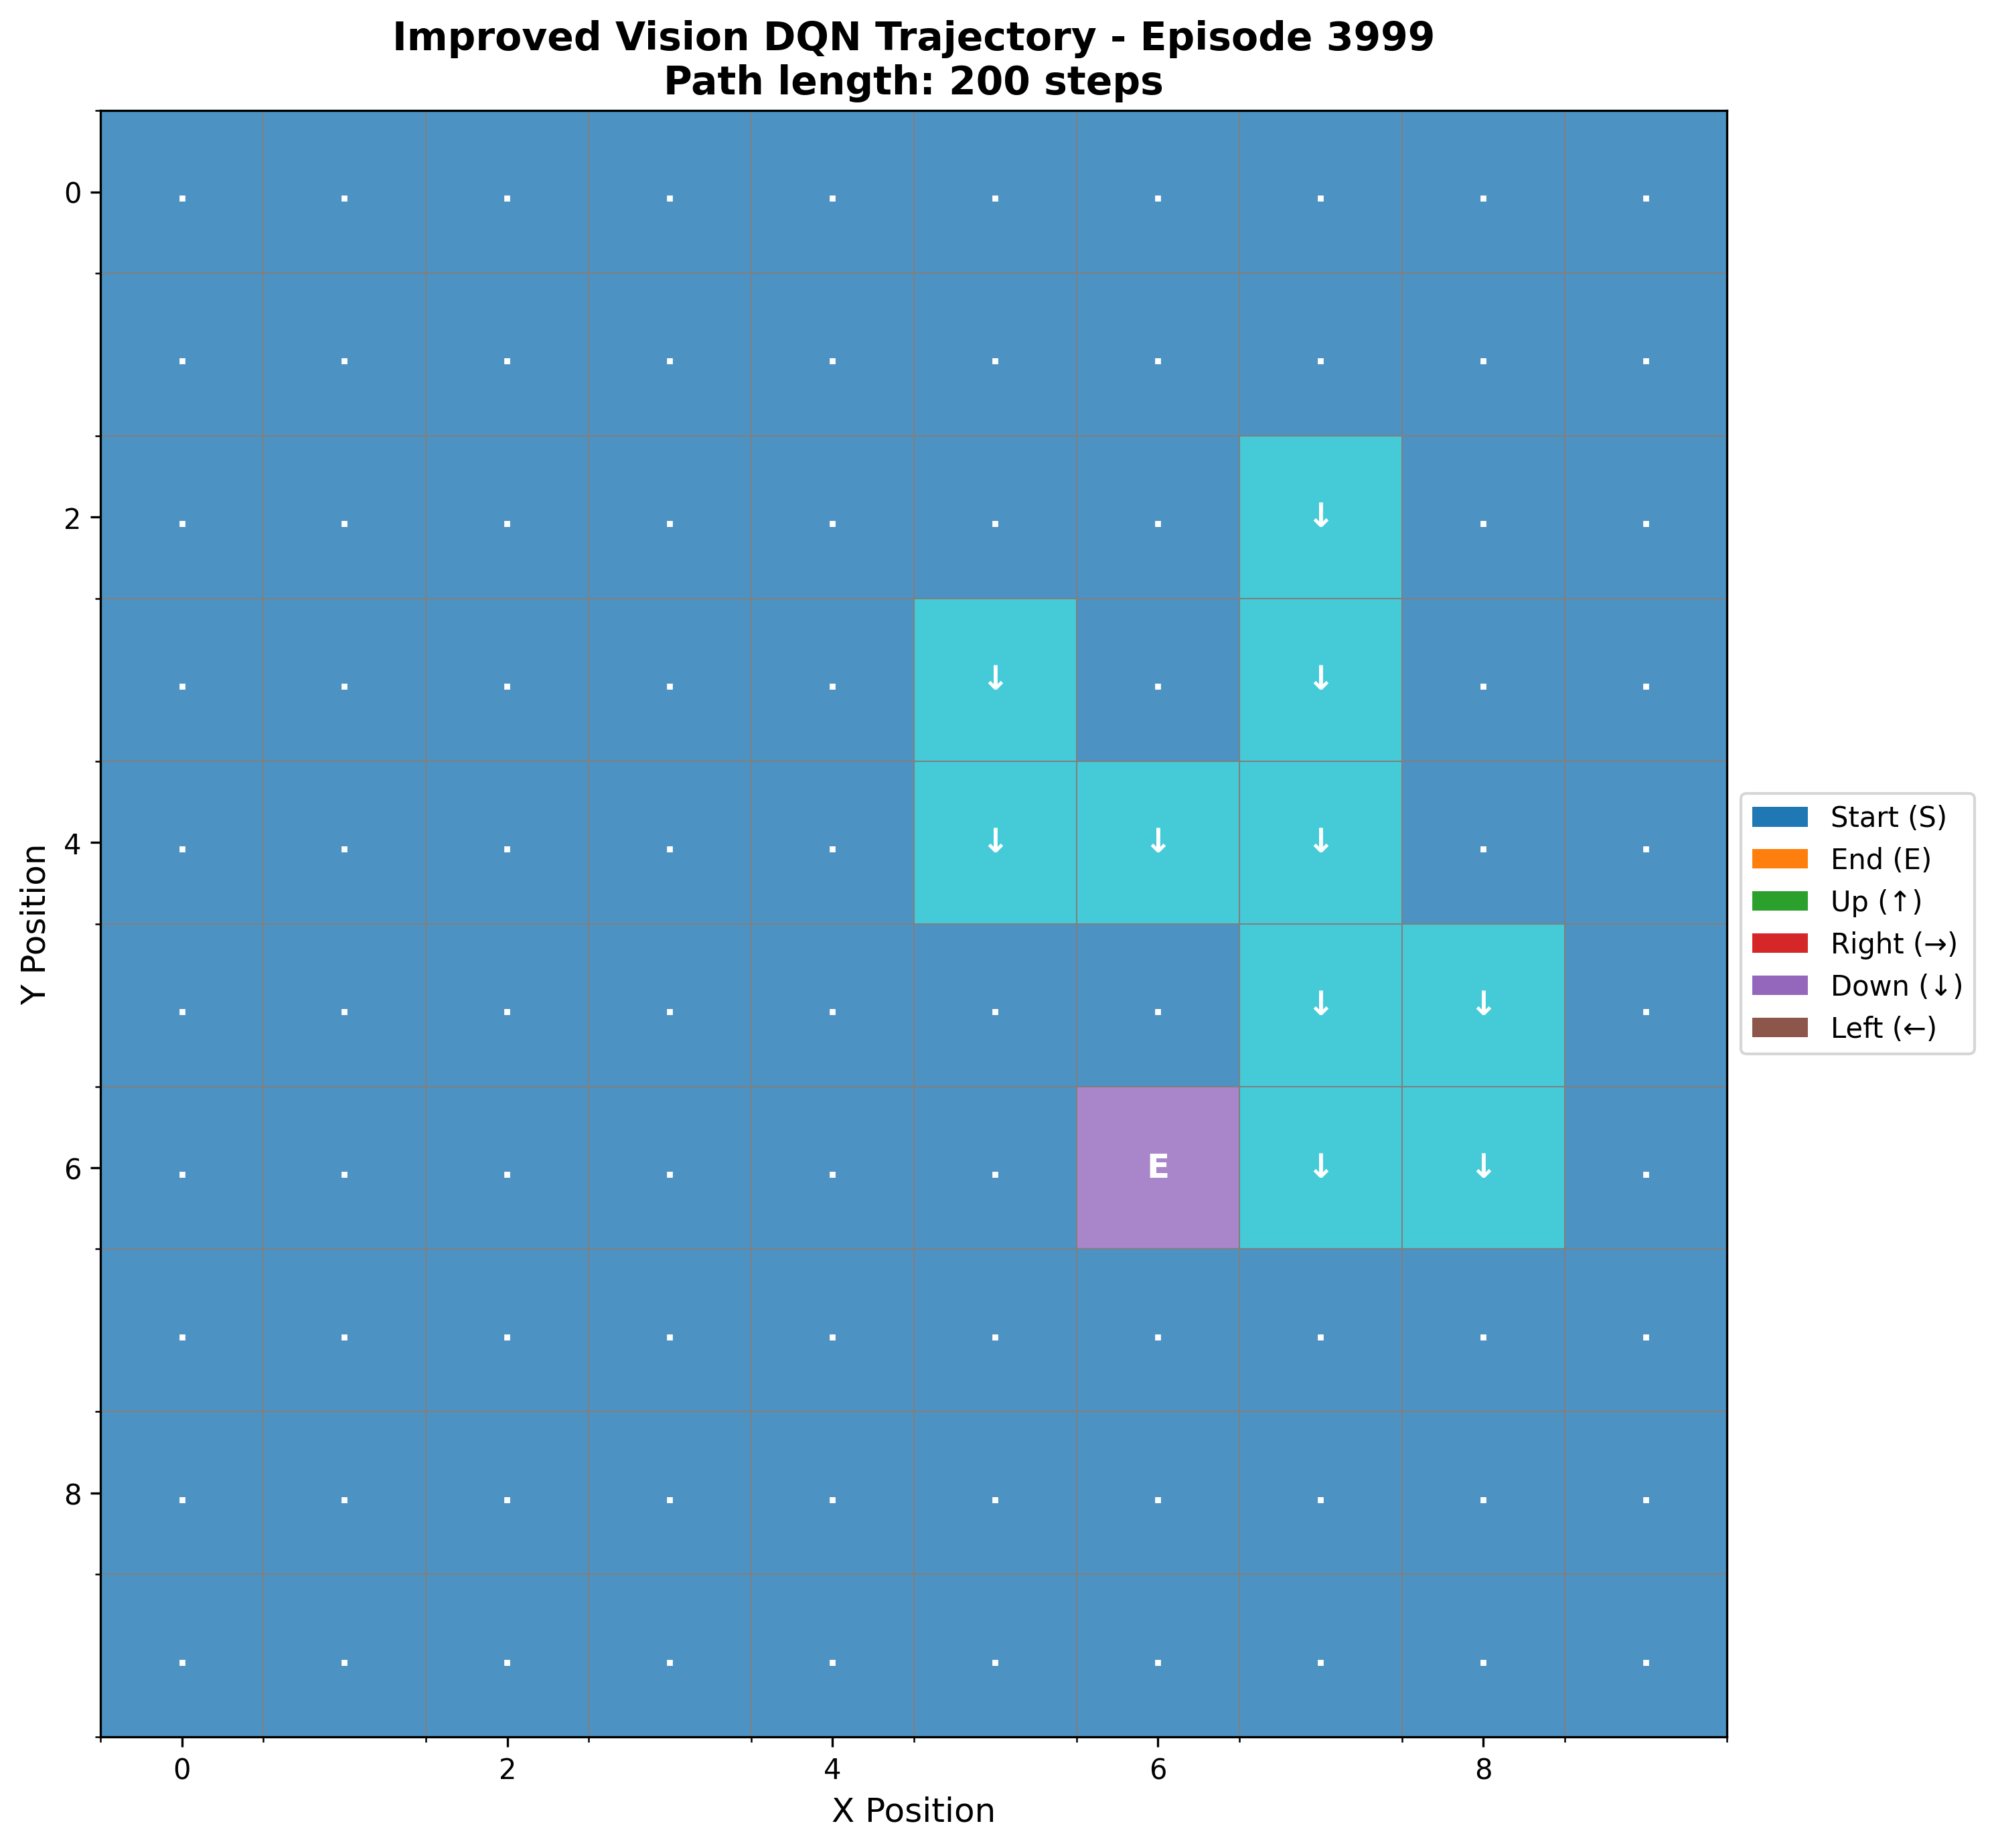 Improved Vision DQN Trajectory - Episode 3999
Path length: 200 steps
0
. . . . . . . . . .
. . . . . . . . . .
2
. . . . . . . ↓ . .
. . . . . ↓ . ↓ . .
4
. . . . . ↓ ↓ ↓ . .
. . . . . . . ↓ ↓ .
6
. . . . . . E ↓ ↓ .
. . . . . . . . . .
8
. . . . . . . . . .
. . . . . . . . . .
0 2 4 6 8
X Position
Y Position
Start (S)
End (E)
Up (↑)
Right (→)
Down (↓)
Left (←)